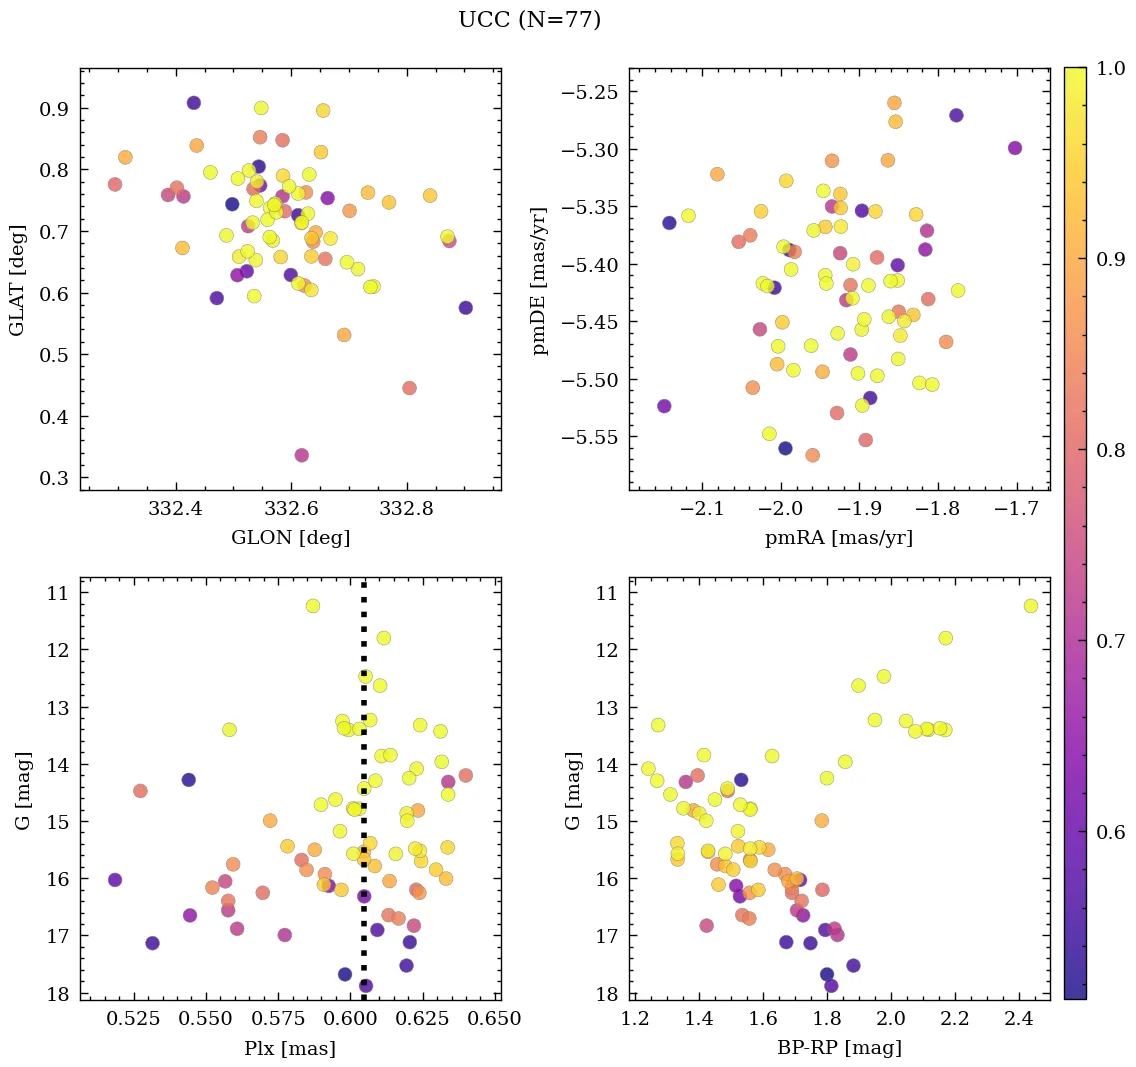 UCC (N=77)
0.9
0.8
0.7
0.6
0.5
0.4
0.3
GLAT [deg]
332.4 332.6 332.8
GLON [deg]
−5.25
−5.30
−5.35
−5.40
−5.45
−5.50
−5.55
pmDE [mas/yr]
−2.1 −2.0 −1.9 −1.8 −1.7
pmRA [mas/yr]
1.0
0.9
0.8
0.7
0.6
11
12
13
14
15
16
17
18
G [mag]
0.525 0.550 0.575 0.600 0.625 0.650
Plx [mas]
11
12
13
14
15
16
17
18
G [mag]
1.2 1.4 1.6 1.8 2.0 2.2 2.4
BP-RP [mag]